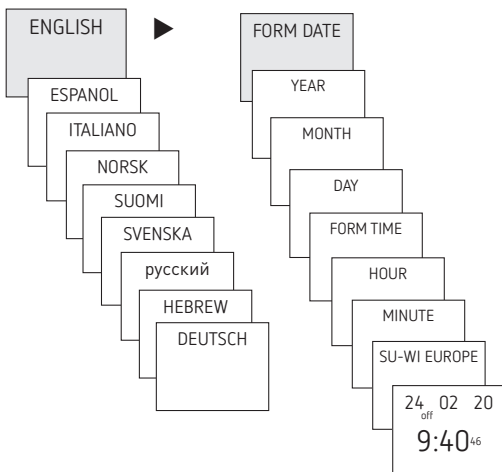 ENGLISH
ESPANOL
ITALIANO
NORSK
SUOMI
SVENSKA
русский
HEBREW
DEUTSCH
FORM DATE
YEAR
MONTH
DAY
FORM TIME
HOUR
MINUTE
SU-WI EUROPE
24 02 20
off
9:40 46